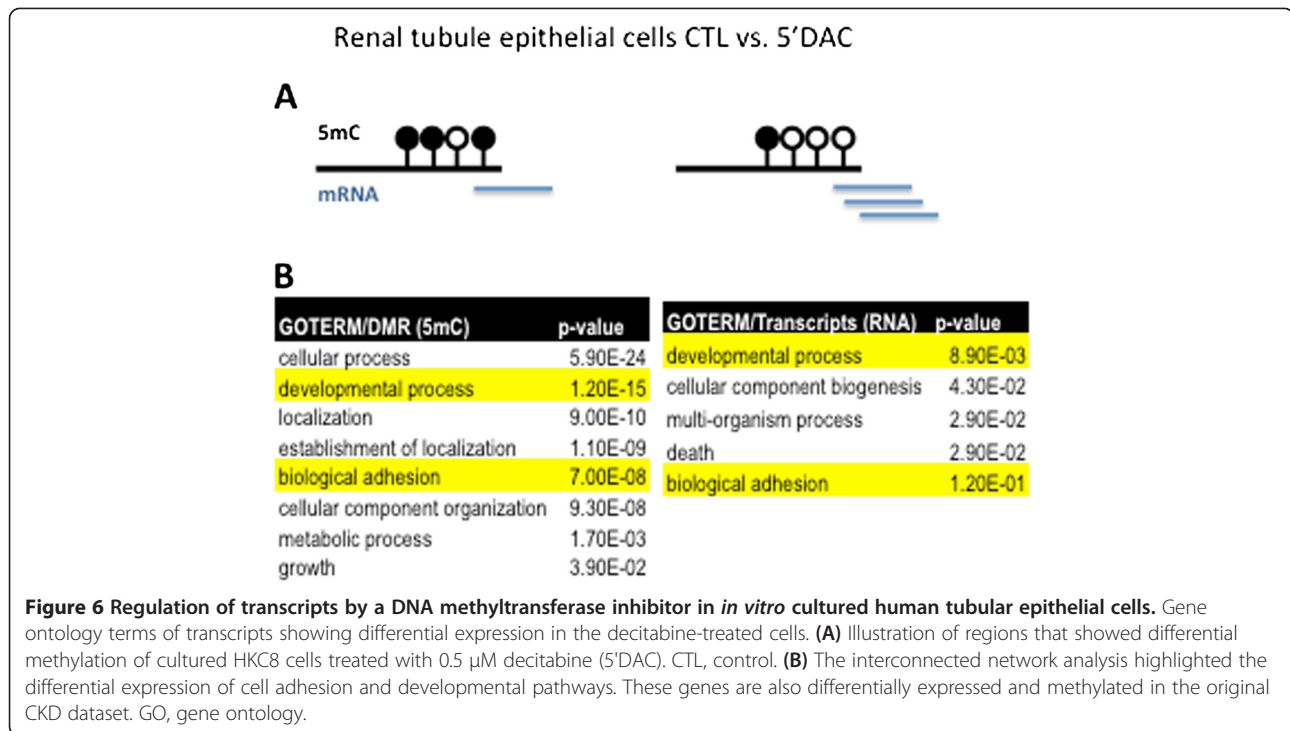 Renal tubule epithelial cells CTL vs. 5'DAC
A
5mC
mRNA
B
GOTERM/DMR (5mC) p-value
cellular process 5.90E-24
developmental process 1.20E-15
localization 9.00E-10
establishment of localization 1.10E-09
biological adhesion 7.00E-08
cellular component organization 9.30E-08
metabolic process 1.70E-03
growth 3.90E-02
GOTERM/Transcripts (RNA) p-value
developmental process 8.90E-03
cellular component biogenesis 4.30E-02
multi-organism process 2.90E-02
death 2.90E-02
biological adhesion 1.20E-01
Figure 6 Regulation of transcripts by a DNA methyltransferase inhibitor in in vitro cultured human tubular epithelial cells. Gene
ontology terms of transcripts showing differential expression in the decitabine-treated cells. (A) Illustration of regions that showed differential
methylation of cultured HKC8 cells treated with 0.5 μM decitabine (5'DAC). CTL, control. (B) The interconnected network analysis highlighted the
differential expression of cell adhesion and developmental pathways. These genes are also differentially expressed and methylated in the original
CKD dataset. GO, gene ontology.